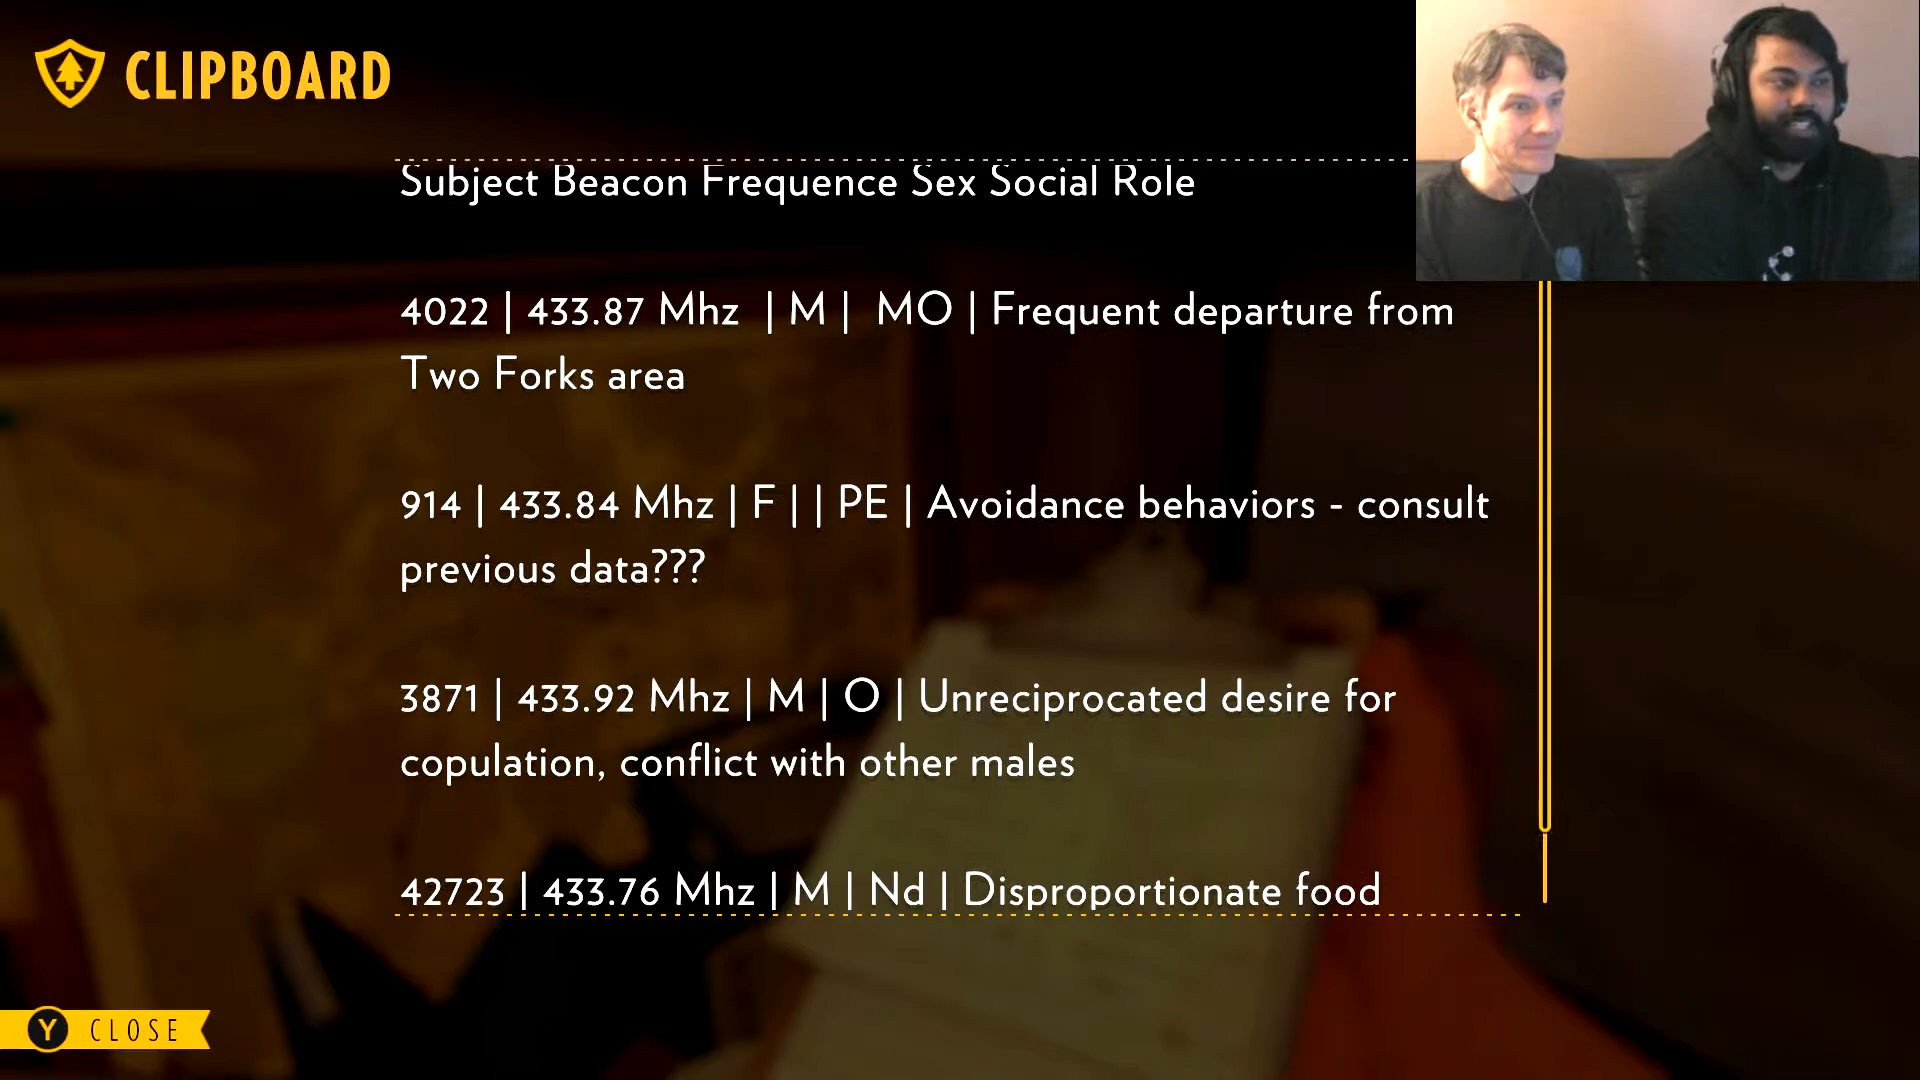 CLIPBOARD
Subject Beacon Frequence Sex Social Role
4022 | 433.87 Mhz | M | MO | Frequent departure from
Two Forks area
914 | 433.84 Mhz | F | | PE | Avoidance behaviors - consult
previous data???
3871 | 433.92 Mhz | M | O | Unreciprocated desire for
copulation, conflict with other males
42723 | 433.76 Mhz | M | Nd | Disproportionate food
Y CLOSE